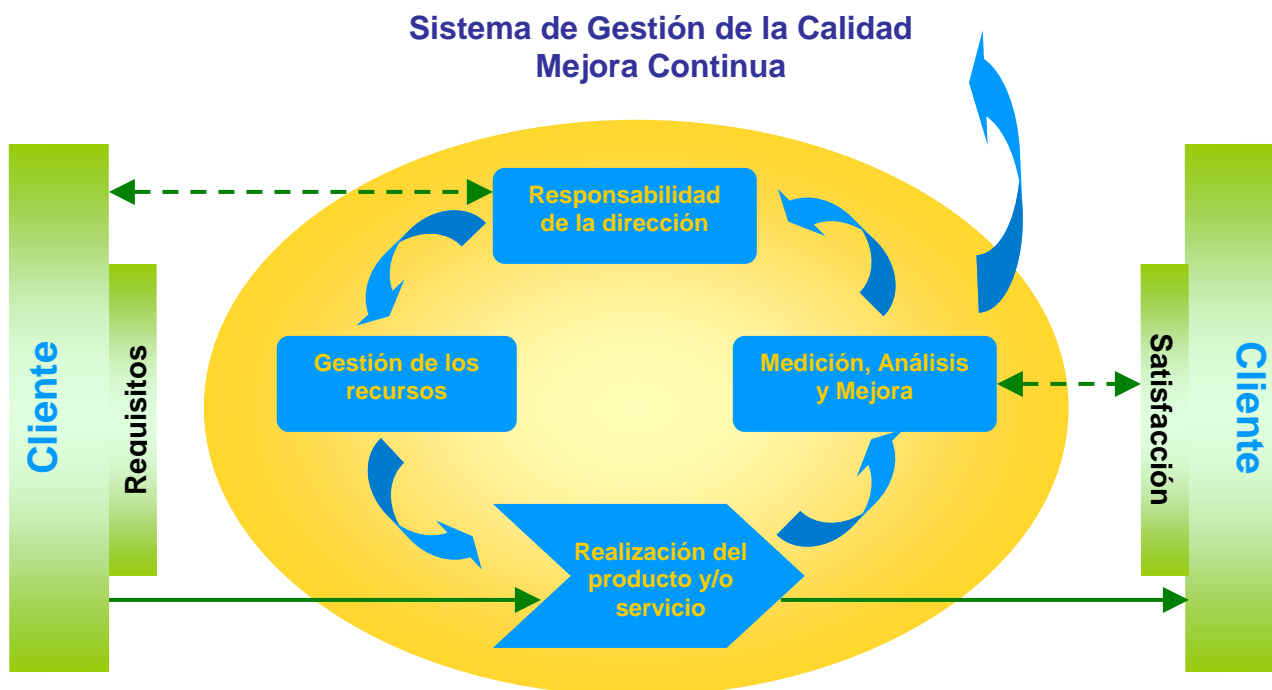 Sistema de Gestión de la Calidad
Mejora Continua
Responsabilidad
de la dirección
Cliente
Requisitos
Gestión de los
recursos
Medición, Análisis
y Mejora
Satisfacción
Cliente
Realización del
producto y/o
servicio